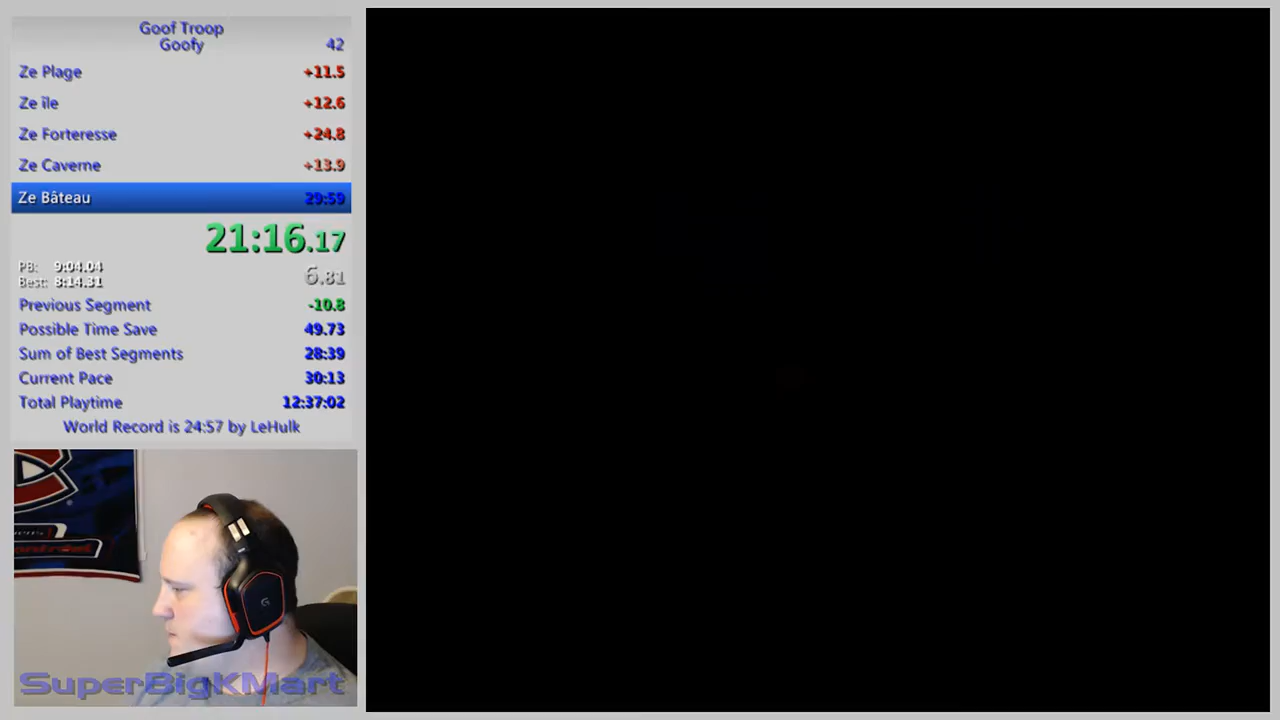 Goof Troop
Goofy 42
Ze Plage +11.5
Ze île +12.6
Ze Forteresse +24.8
Ze Caverne +13.9
Ze Bâteau 29:59
21:16.17
PB: 9:04.04 6.81
Best: 8:14.31
Previous Segment -10.8
Possible Time Save 49.73
Sum of Best Segments 28:39
Current Pace 30:13
Total Playtime 12:37:02
World Record is 24:57 by LeHulk
SuperBigKMart